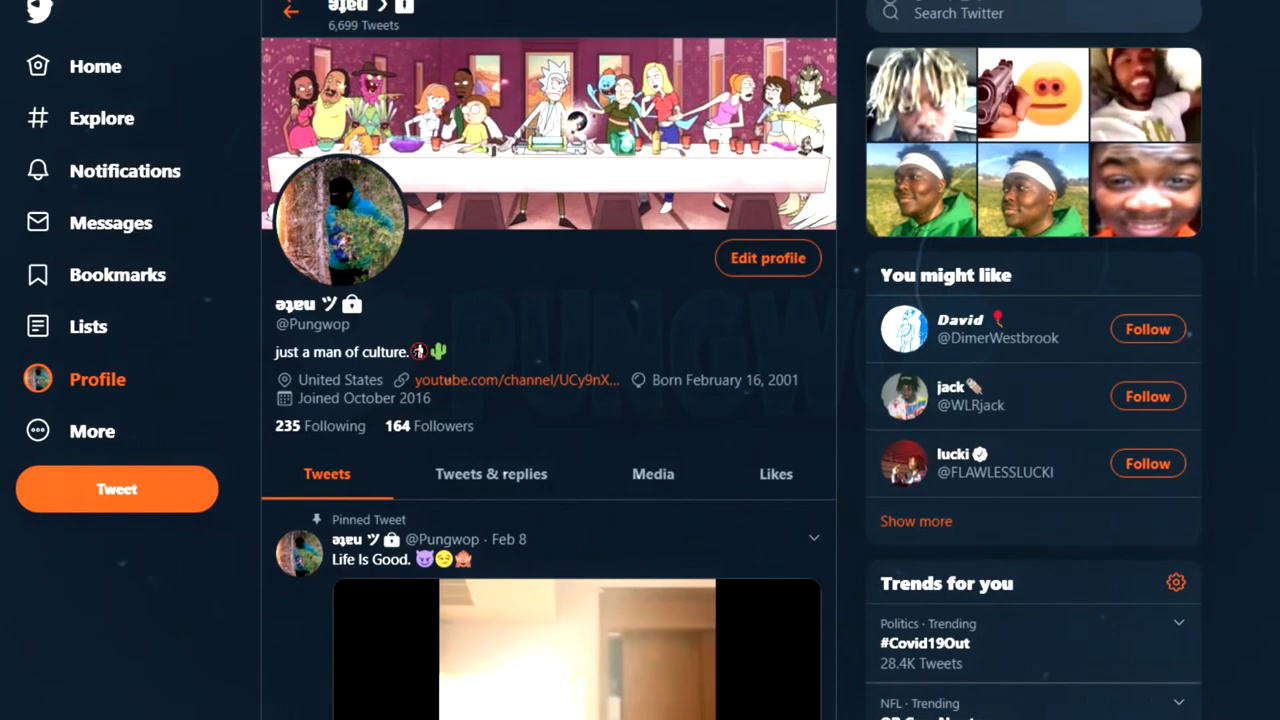 6,699 Tweets
Search Twitter
Home
Explore
Notifications
Messages
Bookmarks
Lists
Profile
More
Tweet
Edit profile
ǝʇɐu ツ
@Pungwop
just a man of culture.
United States youtube.com/channel/UCy9nX... Born February 16, 2001
Joined October 2016
235 Following 164 Followers
Tweets Tweets & replies Media Likes
Pinned Tweet
ǝʇɐu ツ @Pungwop · Feb 8
Life Is Good.
You might like
David
@DimerWestbrook
Follow
jack
@WLRjack
Follow
lucki
@FLAWLESSLUCKI
Follow
Show more
Trends for you
Politics · Trending
#Covid19Out
28.4K Tweets
NFL · Trending